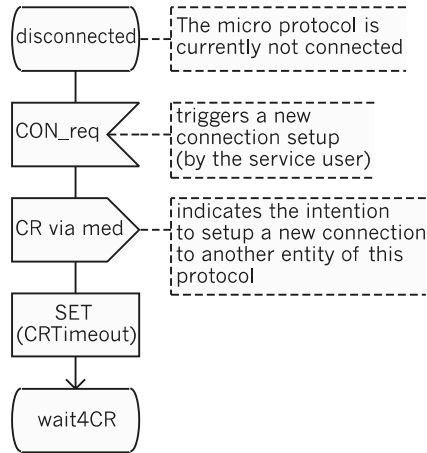 disconnected
The micro protocol is
currently not connected
CON_req
triggers a new
connection setup
(by the service user)
CR via med
indicates the intention
to setup a new connection
to another entity of this
protocol
SET
(CRTimeout)
wait4CR